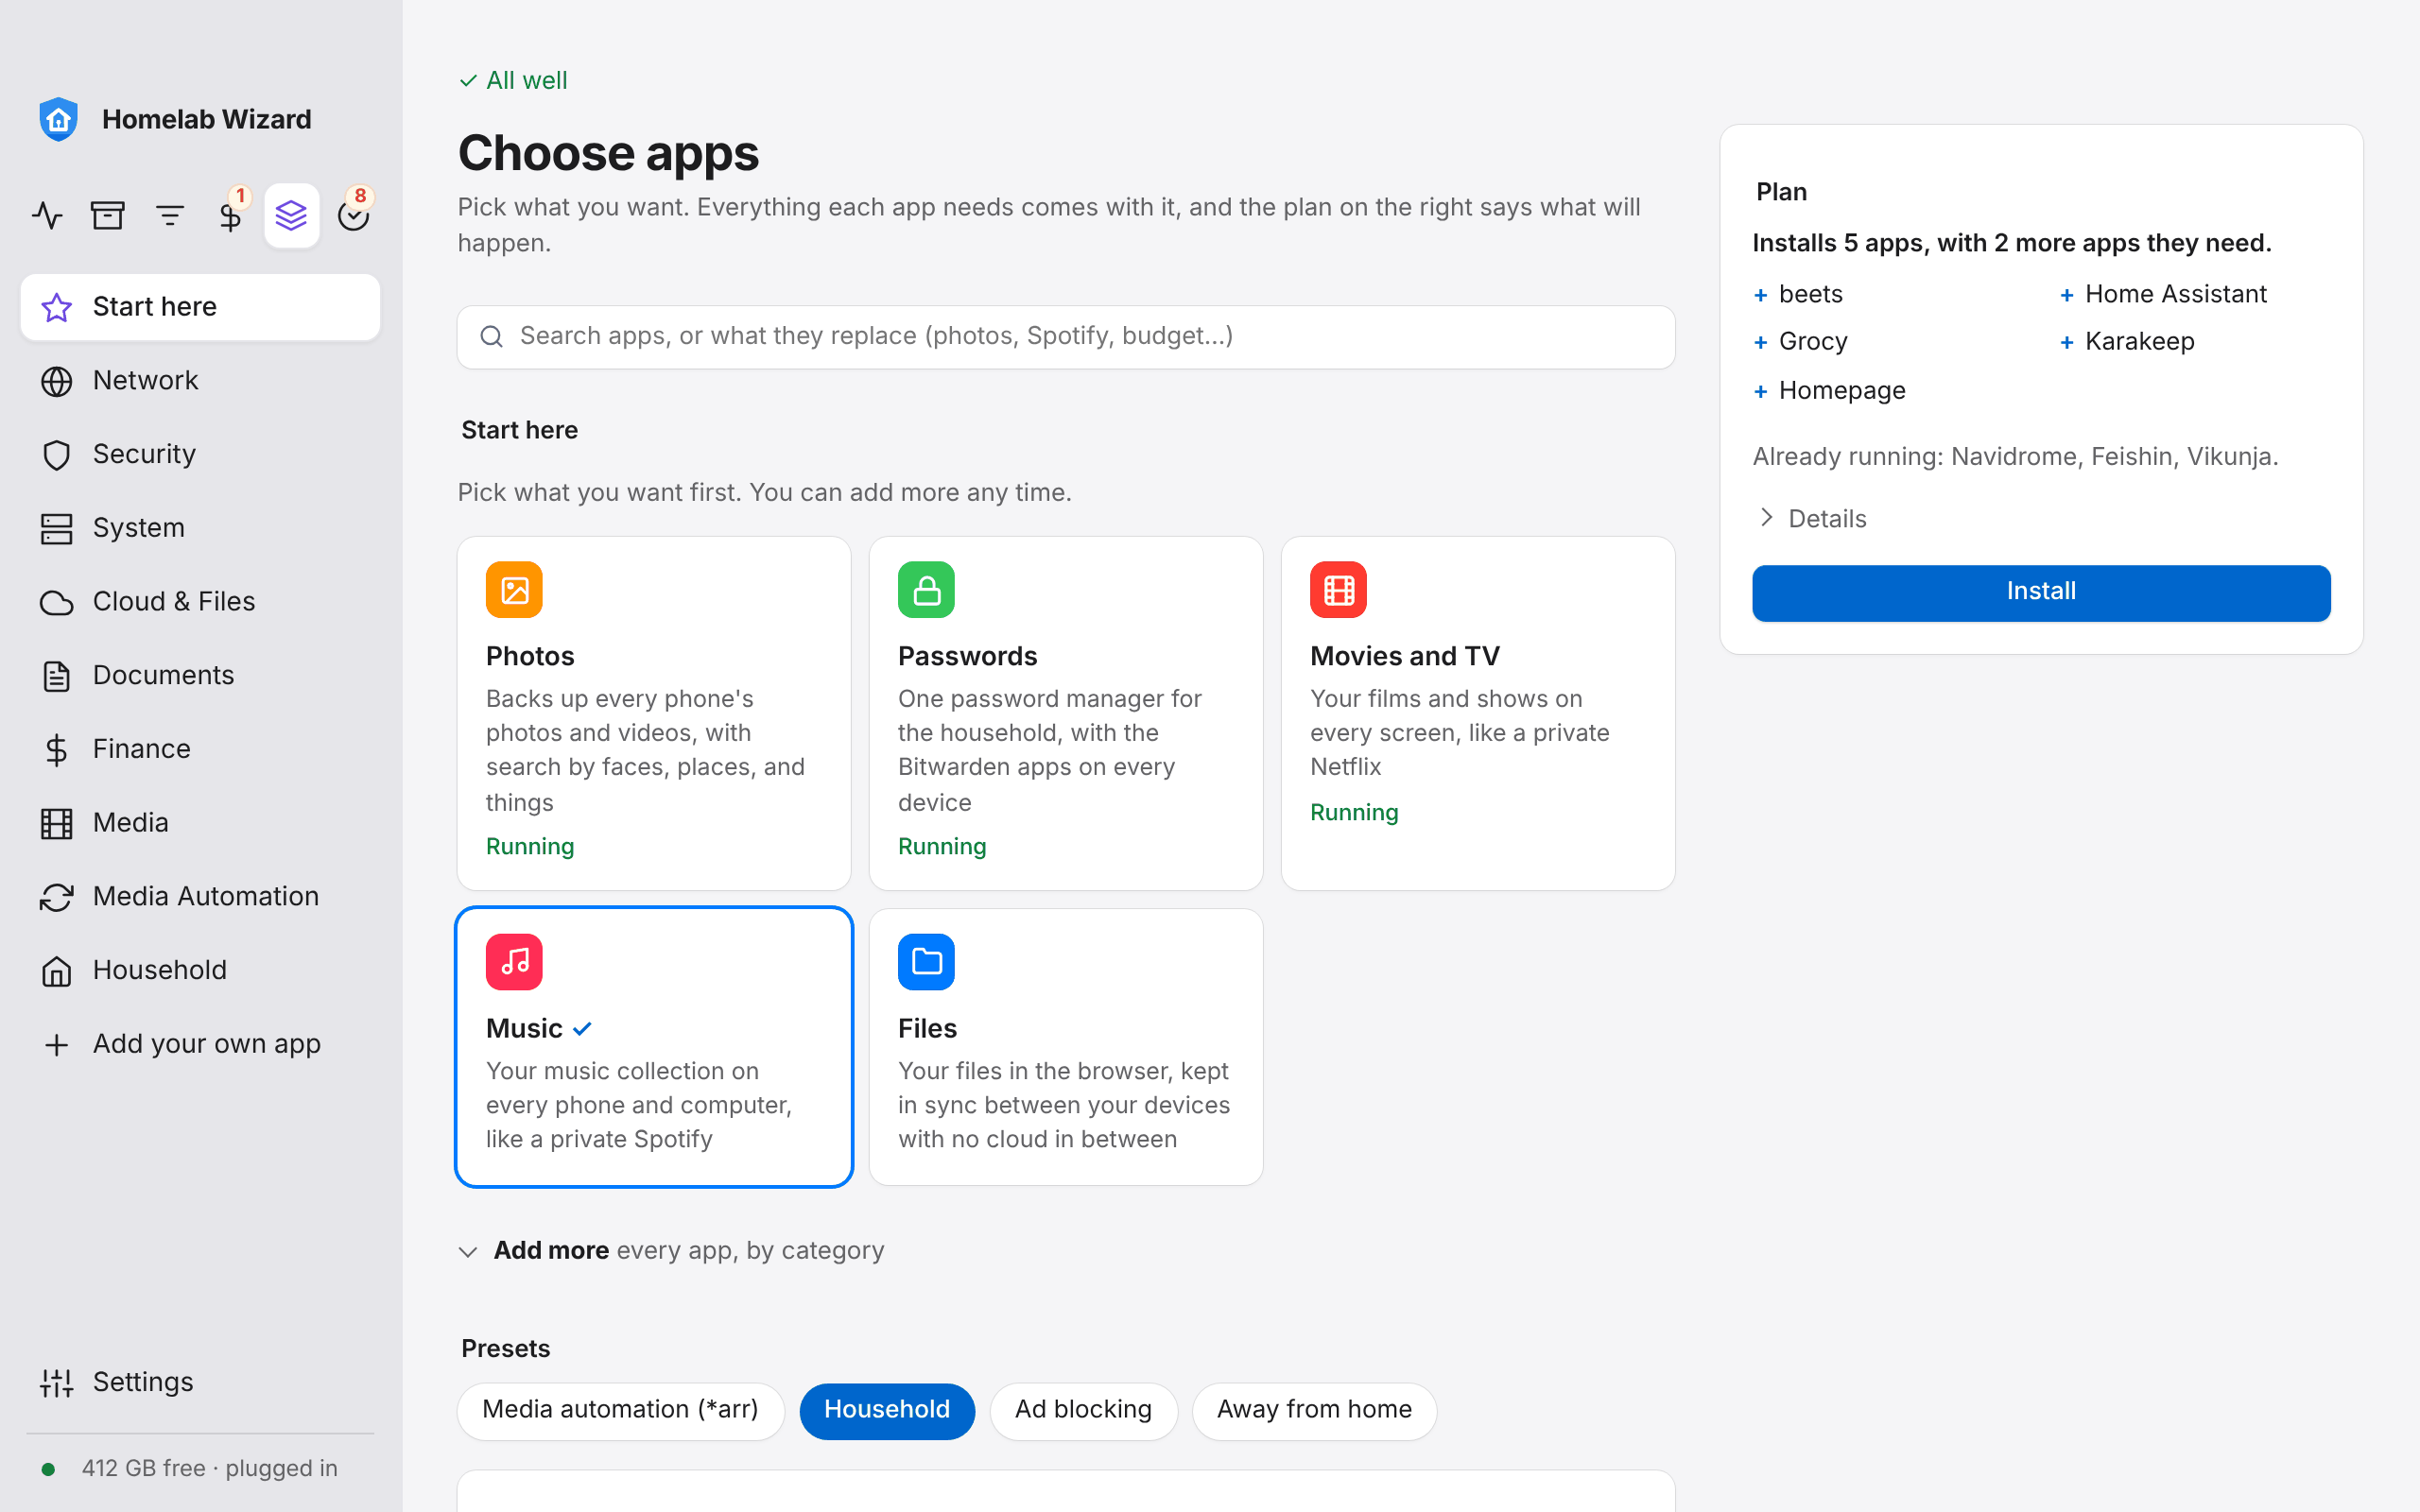 Homelab Wizard
1
8
Start here
Network
Security
System
Cloud & Files
Documents
Finance
Media
Media Automation
Household
Add your own app
Settings
412 GB free · plugged in
All well
Choose apps
Pick what you want. Everything each app needs comes with it, and the plan on the right says what will
happen.
Search apps, or what they replace (photos, Spotify, budget...)
Start here
Pick what you want first. You can add more any time.
Photos
Backs up every phone's
photos and videos, with
search by faces, places, and
things
Running
Passwords
One password manager for
the household, with the
Bitwarden apps on every
device
Running
Movies and TV
Your films and shows on
every screen, like a private
Netflix
Running
Music
Your music collection on
every phone and computer,
like a private Spotify
Files
Your files in the browser, kept
in sync between your devices
with no cloud in between
Add more every app, by category
Presets
Media automation (*arr)
Household
Ad blocking
Away from home
Plan
Installs 5 apps, with 2 more apps they need.
+ beets
+ Home Assistant
+ Grocy
+ Karakeep
+ Homepage
Already running: Navidrome, Feishin, Vikunja.
Details
Install